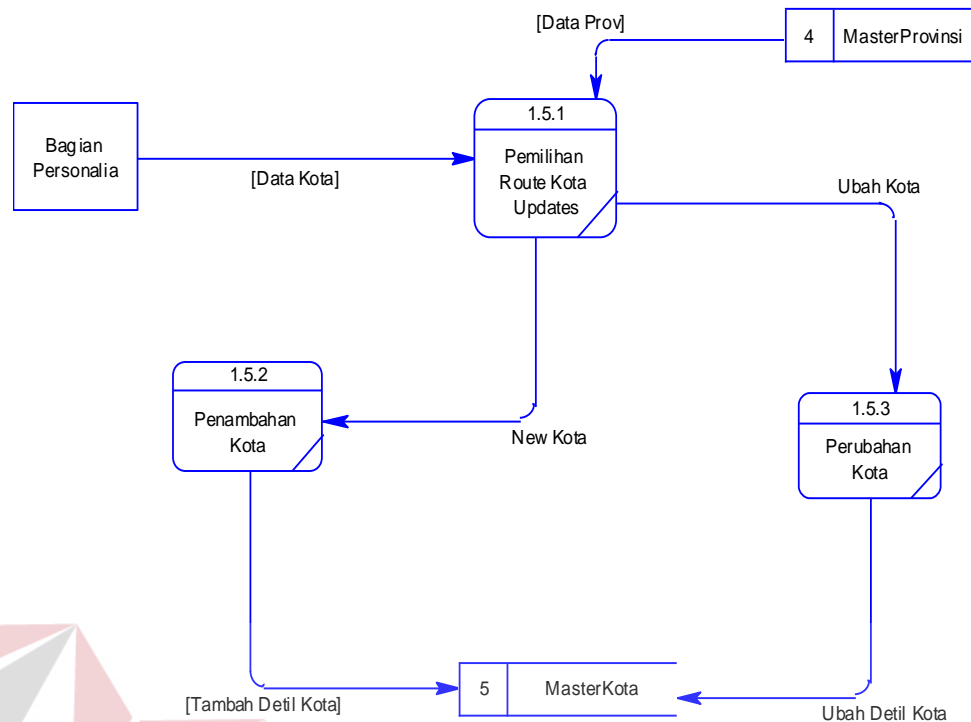 [Data Prov]
4 MasterProvinsi
1.5.1
Pemilihan
Route Kota
Updates
Bagian
Personalia
[Data Kota]
Ubah Kota
1.5.2
Penambahan
Kota
New Kota
1.5.3
Perubahan
Kota
5 MasterKota
[Tambah Detil Kota]
Ubah Detil Kota